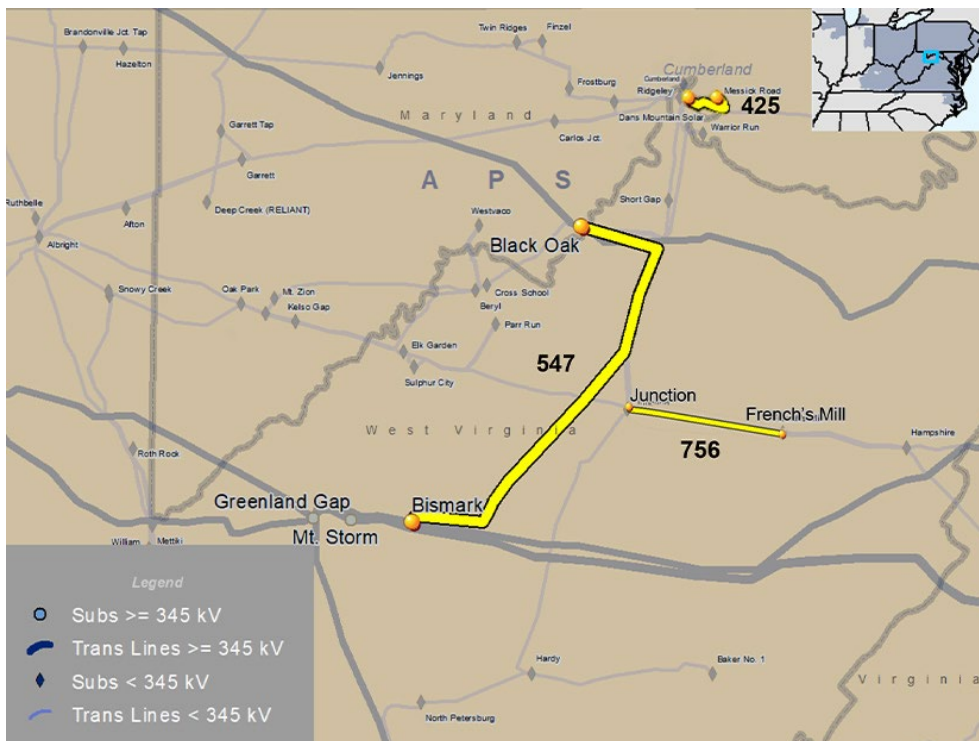 Brandonville Jct. Tap
Hazelton
Twin Ridges
Finzel
Jennings
Cumberland
Cumberland
Frostburg
Ridgeley
Messick Road
425
Maryland
Dans Mountain Solar
Warrior Run
Garrett Tap
Carlos Jct.
Garrett
A P S
Ruthbelle
Afton
Deep Creek (RELIANT)
Westvaco
Short Gap
Albright
Black Oak
Snowy Creek
Oak Park
Mt. Zion
Kelso Gap
Cross School
Beryl
Parr Run
Elk Garden
Sulphur City
547
Junction
French's Mill
West Virginia
756
Hampshire
Roth Rock
Greenland Gap
Bismark
Mt. Storm
William
Mettiki
Legend
Subs >= 345 kV
Trans Lines >= 345 kV
Subs < 345 kV
Trans Lines < 345 kV
Hardy
Baker No. 1
North Petersburg
Virginia